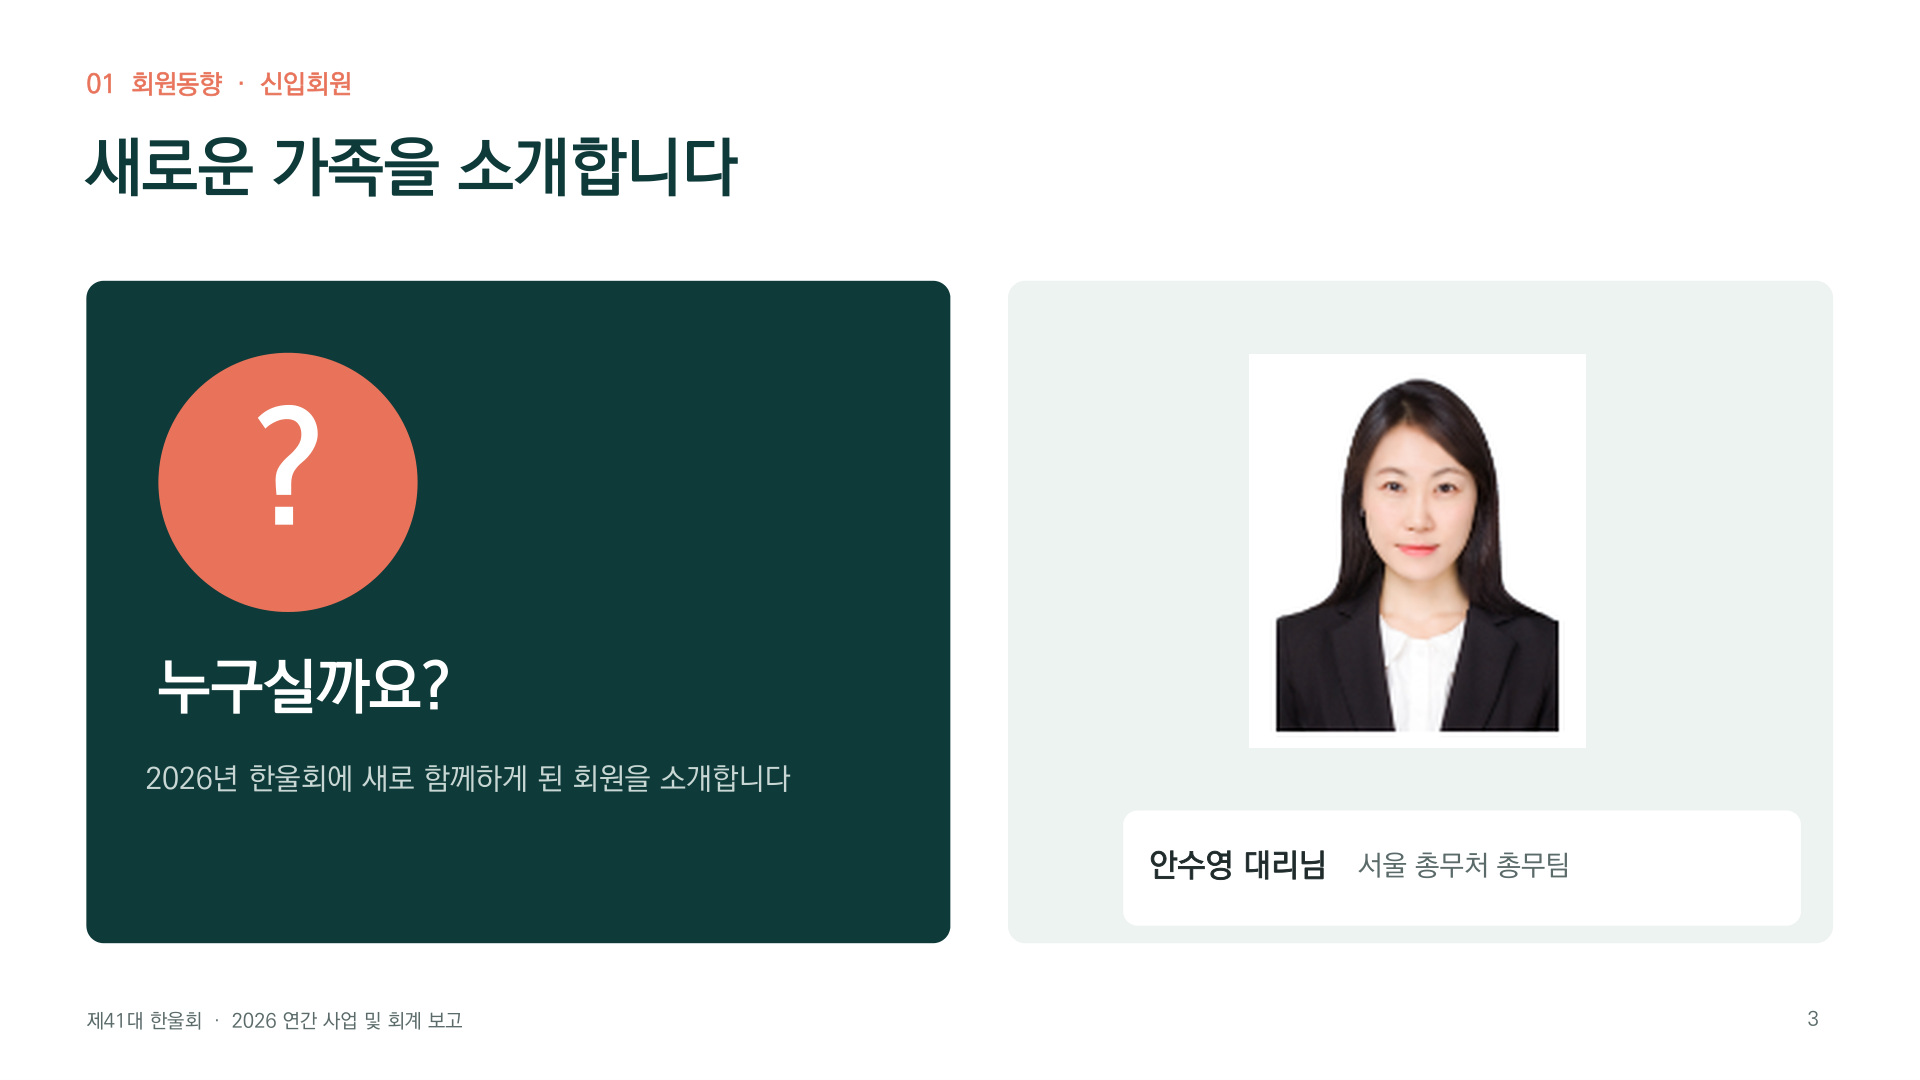 01 회원동향 · 신입회원
새로운 가족을 소개합니다
?
누구실까요?
2026년 한울회에 새로 함께하게 된 회원을 소개합니다
안수영 대리님 서울 총무처 총무팀
제41대 한울회 · 2026 연간 사업 및 회계 보고
3